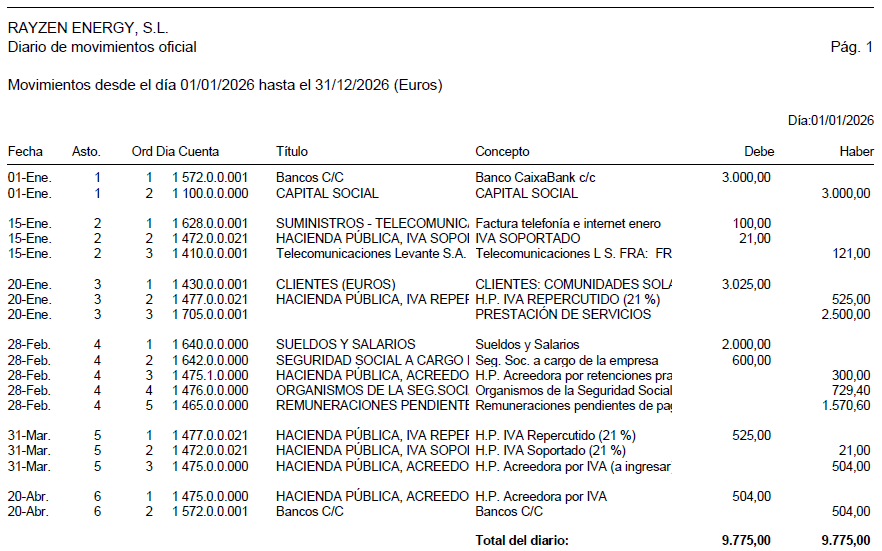 RAYZEN ENERGY, S.L.
Diario de movimientos oficial Pág. 1
Movimientos desde el día 01/01/2026 hasta el 31/12/2026 (Euros)
Día:01/01/2026
Fecha Asto. Ord Dia Cuenta Título Concepto Debe Haber
01-Ene. 1 1 1 572.0.0.001 Bancos C/C Banco CaixaBank c/c 3.000,00
01-Ene. 1 2 1 100.0.0.000 CAPITAL SOCIAL CAPITAL SOCIAL 3.000,00
15-Ene. 2 1 1 628.0.0.001 SUMINISTROS - TELECOMUNICA Factura telefonía e internet enero 100,00
15-Ene. 2 2 1 472.0.0.021 HACIENDA PÚBLICA, IVA SOPOI IVA SOPORTADO 21,00
15-Ene. 2 3 1 410.0.0.001 Telecomunicaciones Levante S.A. Telecomunicaciones L S. FRA: FR 121,00
20-Ene. 3 1 1 430.0.0.001 CLIENTES (EUROS) CLIENTES: COMUNIDADES SOLA 3.025,00
20-Ene. 3 2 1 477.0.0.021 HACIENDA PÚBLICA, IVA REPER H.P. IVA REPERCUTIDO (21 %) 525,00
20-Ene. 3 3 1 705.0.0.001 PRESTACIÓN DE SERVICIOS 2.500,00
28-Feb. 4 1 1 640.0.0.000 SUELDOS Y SALARIOS Sueldos y Salarios 2.000,00
28-Feb. 4 2 1 642.0.0.000 SEGURIDAD SOCIAL A CARGO Seg. Soc. a cargo de la empresa 600,00
28-Feb. 4 3 1 475.1.0.000 HACIENDA PÚBLICA, ACREEDO H.P. Acreedora por retenciones pra 300,00
28-Feb. 4 4 1 476.0.0.000 ORGANISMOS DE LA SEG.SOCI Organismos de la Seguridad Social 729,40
28-Feb. 4 5 1 465.0.0.000 REMUNERACIONES PENDIENTE Remuneraciones pendientes de pag 1.570,60
31-Mar. 5 1 1 477.0.0.021 HACIENDA PÚBLICA, IVA REPER H.P. IVA Repercutido (21 %) 525,00
31-Mar. 5 2 1 472.0.0.021 HACIENDA PÚBLICA, IVA SOPOI H.P. IVA Soportado (21 %) 21,00
31-Mar. 5 3 1 475.0.0.000 HACIENDA PÚBLICA, ACREEDO H.P. Acreedora por IVA (a ingresar 504,00
20-Abr. 6 1 1 475.0.0.000 HACIENDA PÚBLICA, ACREEDO H.P. Acreedora por IVA 504,00
20-Abr. 6 2 1 572.0.0.001 Bancos C/C Bancos C/C 504,00
Total del diario: 9.775,00 9.775,00